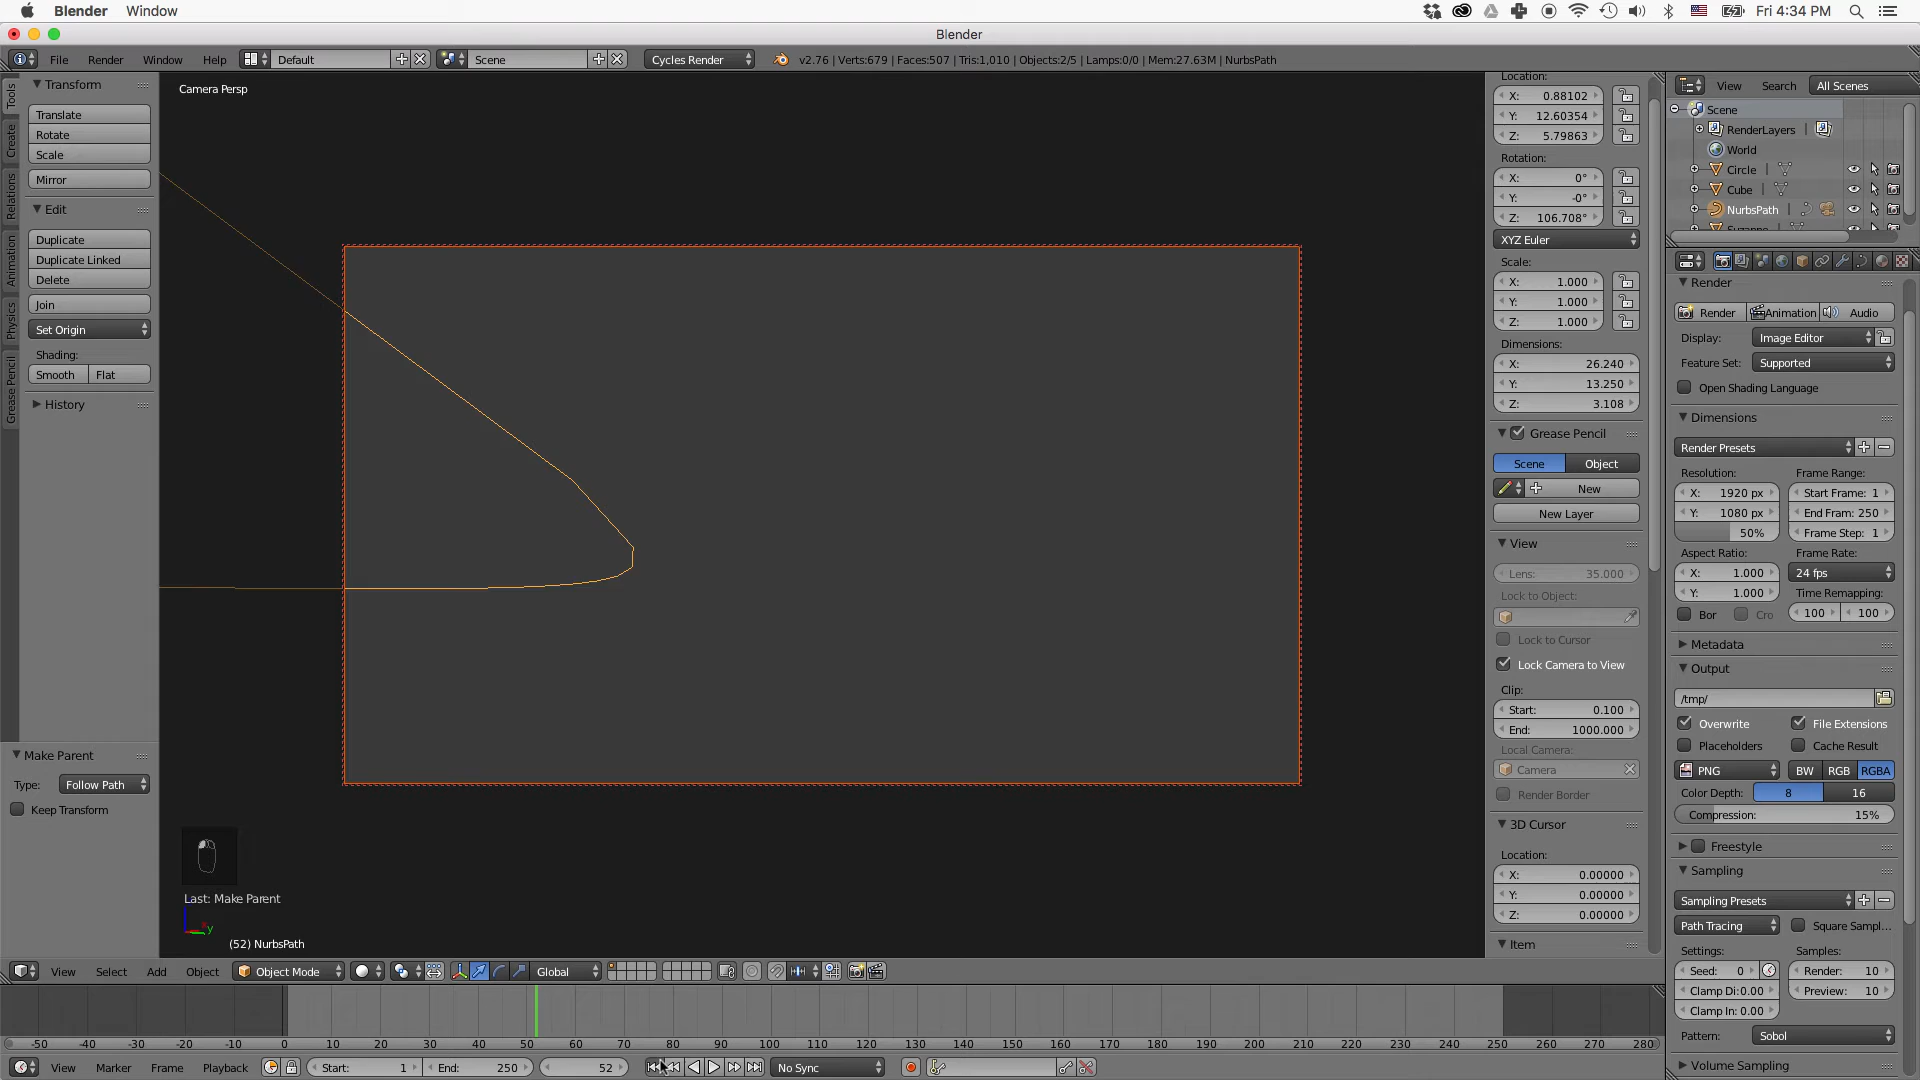 Blender Window Fri 4:34 PM
Blender
File Render Window Help Default Scene Cycles Render v2.76 | Verts:679 | Faces:507 | Tris:1,010 | Objects:2/5 | Lamps:0/0 | Mem:27.63M | NurbsPath
Tools
Create
Relations
Animation
Physics
Grease Pencil
Transform
Translate
Rotate
Scale
Mirror
Edit
Duplicate
Duplicate Linked
Delete
Join
Set Origin
Shading:
Smooth Flat
History
Make Parent
Type: Follow Path
Keep Transform
Camera Persp
Last: Make Parent
y
(52) NurbsPath
Location:
X: 0.88102
Y: 12.60354
Z: 5.79863
Rotation:
X: 0°
Y: -0°
Z: 106.708°
XYZ Euler
Scale:
X: 1.000
Y: 1.000
Z: 1.000
Dimensions:
X: 26.240
Y: 13.250
Z: 3.108
Grease Pencil
Scene Object
New
New Layer
View
Lens: 35.000
Lock to Object:
Lock to Cursor
Lock Camera to View
Clip:
Start: 0.100
End: 1000.000
Local Camera:
Camera
Render Border
3D Cursor
Location:
X: 0.00000
Y: 0.00000
Z: 0.00000
Item
View Search All Scenes
Scene
RenderLayers
World
Circle
Cube
NurbsPath
Suzanne
Render
Render Animation Audio
Display: Image Editor
Feature Set: Supported
Open Shading Language
Dimensions
Render Presets
Resolution: Frame Range:
X: 1920 px Start Frame: 1
Y: 1080 px End Fram: 250
50% Frame Step: 1
Aspect Ratio: Frame Rate:
X: 1.000 24 fps
Y: 1.000 Time Remapping:
Bor Cro 100 100
Metadata
Output
/tmp/
Overwrite File Extensions
Placeholders Cache Result
PNG BW RGB RGBA
Color Depth: 8 16
Compression: 15%
Freestyle
Sampling
Sampling Presets
Path Tracing Square Sampl...
Settings: Samples:
Seed: 0 Render: 10
Clamp Di:0.00 Preview: 10
Clamp In: 0.00
Pattern: Sobol
Volume Sampling
View Select Add Object Object Mode Global
-50 -40 -30 -20 -10 0 10 20 30 40 50 60 70 80 90 100 110 120 130 140 150 160 170 180 190 200 210 220 230 240 250 260 270 280
View Marker Frame Playback Start: 1 End: 250 52 No Sync